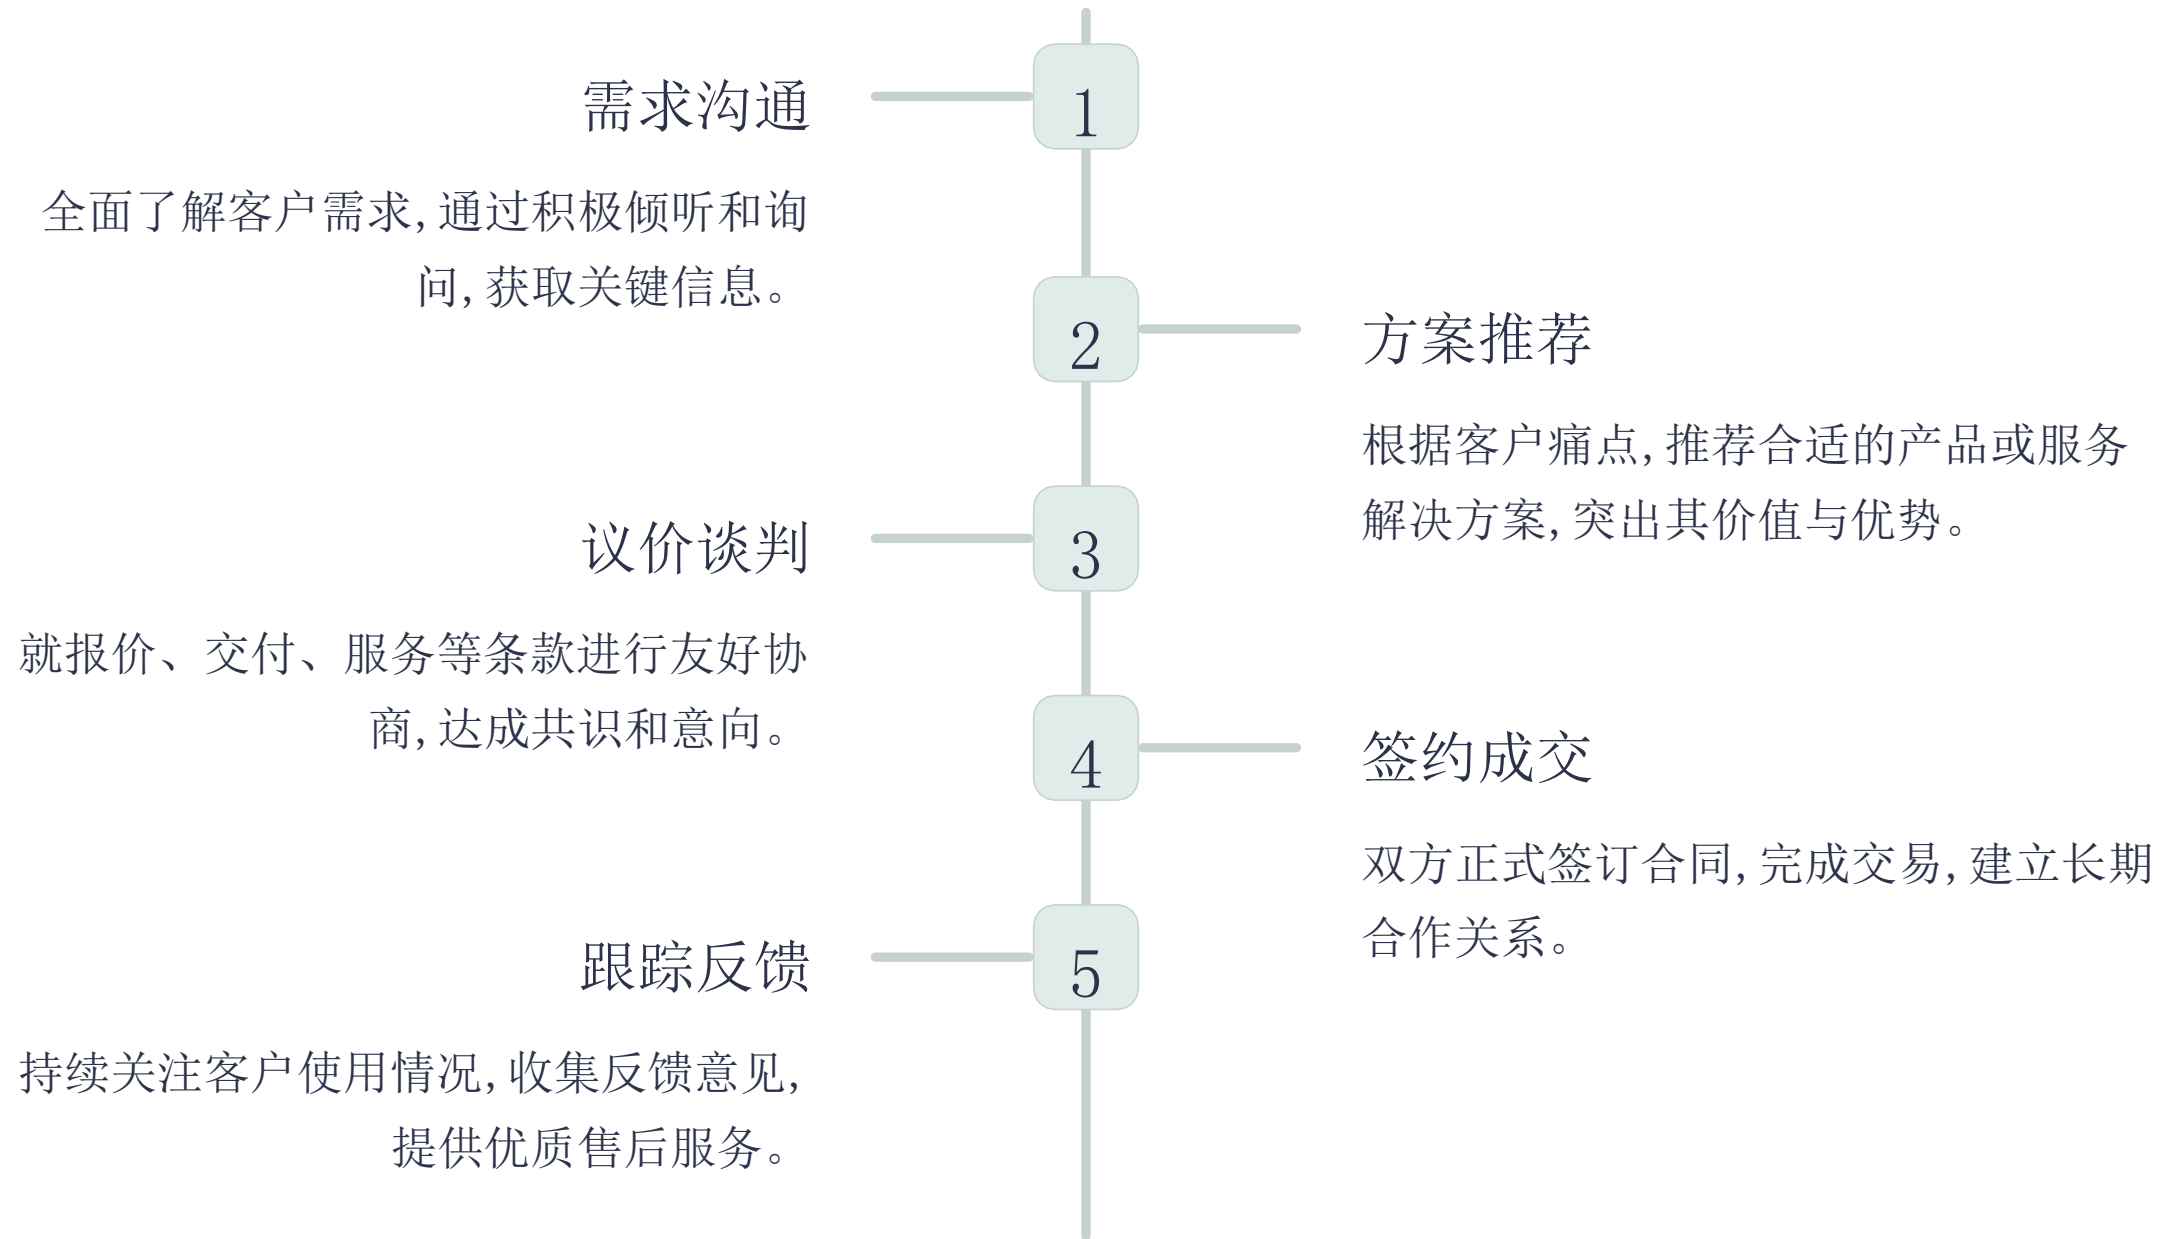 1
需求沟通
全面了解客户需求,通过积极倾听和询
问,获取关键信息。
2
方案推荐
根据客户痛点,推荐合适的产品或服务
解决方案,突出其价值与优势。
3
议价谈判
就报价、交付、服务等条款进行友好协
商,达成共识和意向。
4
签约成交
双方正式签订合同,完成交易,建立长期
合作关系。
5
跟踪反馈
持续关注客户使用情况,收集反馈意见,
提供优质售后服务。